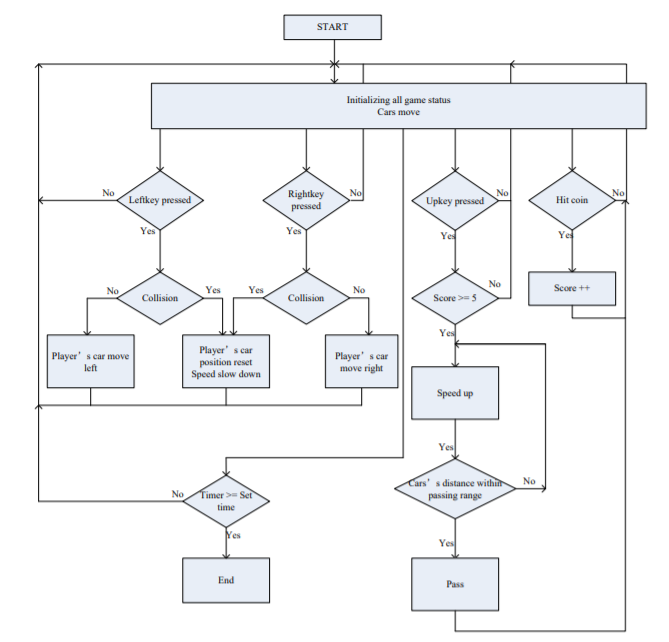 START
Initializing all game status
Cars move
No
Leftkey pressed
Yes
Rightkey
pressed
No
Yes
Upkey pressed
No
Yes
Hit coin
No
Yes
No
Collision
Yes
Yes
Collision
No
Score >= 5
No
Yes
Score ++
Player’s car move
left
Player’s car
position reset
Speed slow down
Player’s car
move right
Speed up
Yes
No
Timer >= Set
time
Yes
Cars’s distance within
passing range
No
Yes
End
Pass